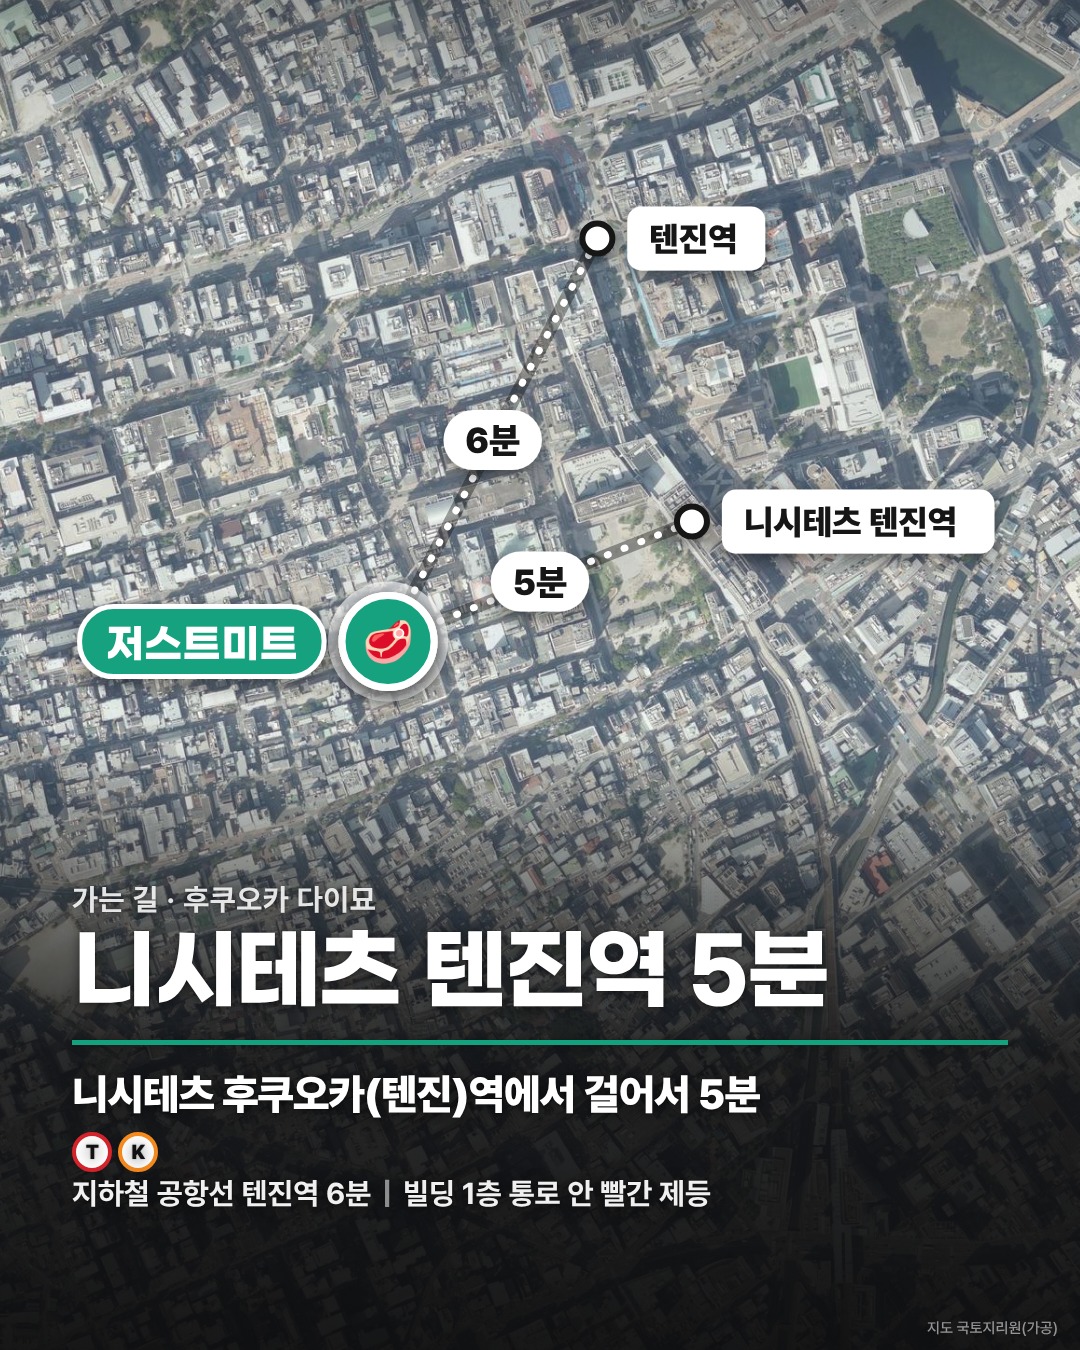 텐진역
6분
니시테츠 텐진역
5분
저스트미트
가는 길 · 후쿠오카 다이묘
니시테츠 텐진역 5분
니시테츠 후쿠오카(텐진)역에서 걸어서 5분
T K
지하철 공항선 텐진역 6분 | 빌딩 1층 통로 안 빨간 제등
지도 국토지리원(가공)